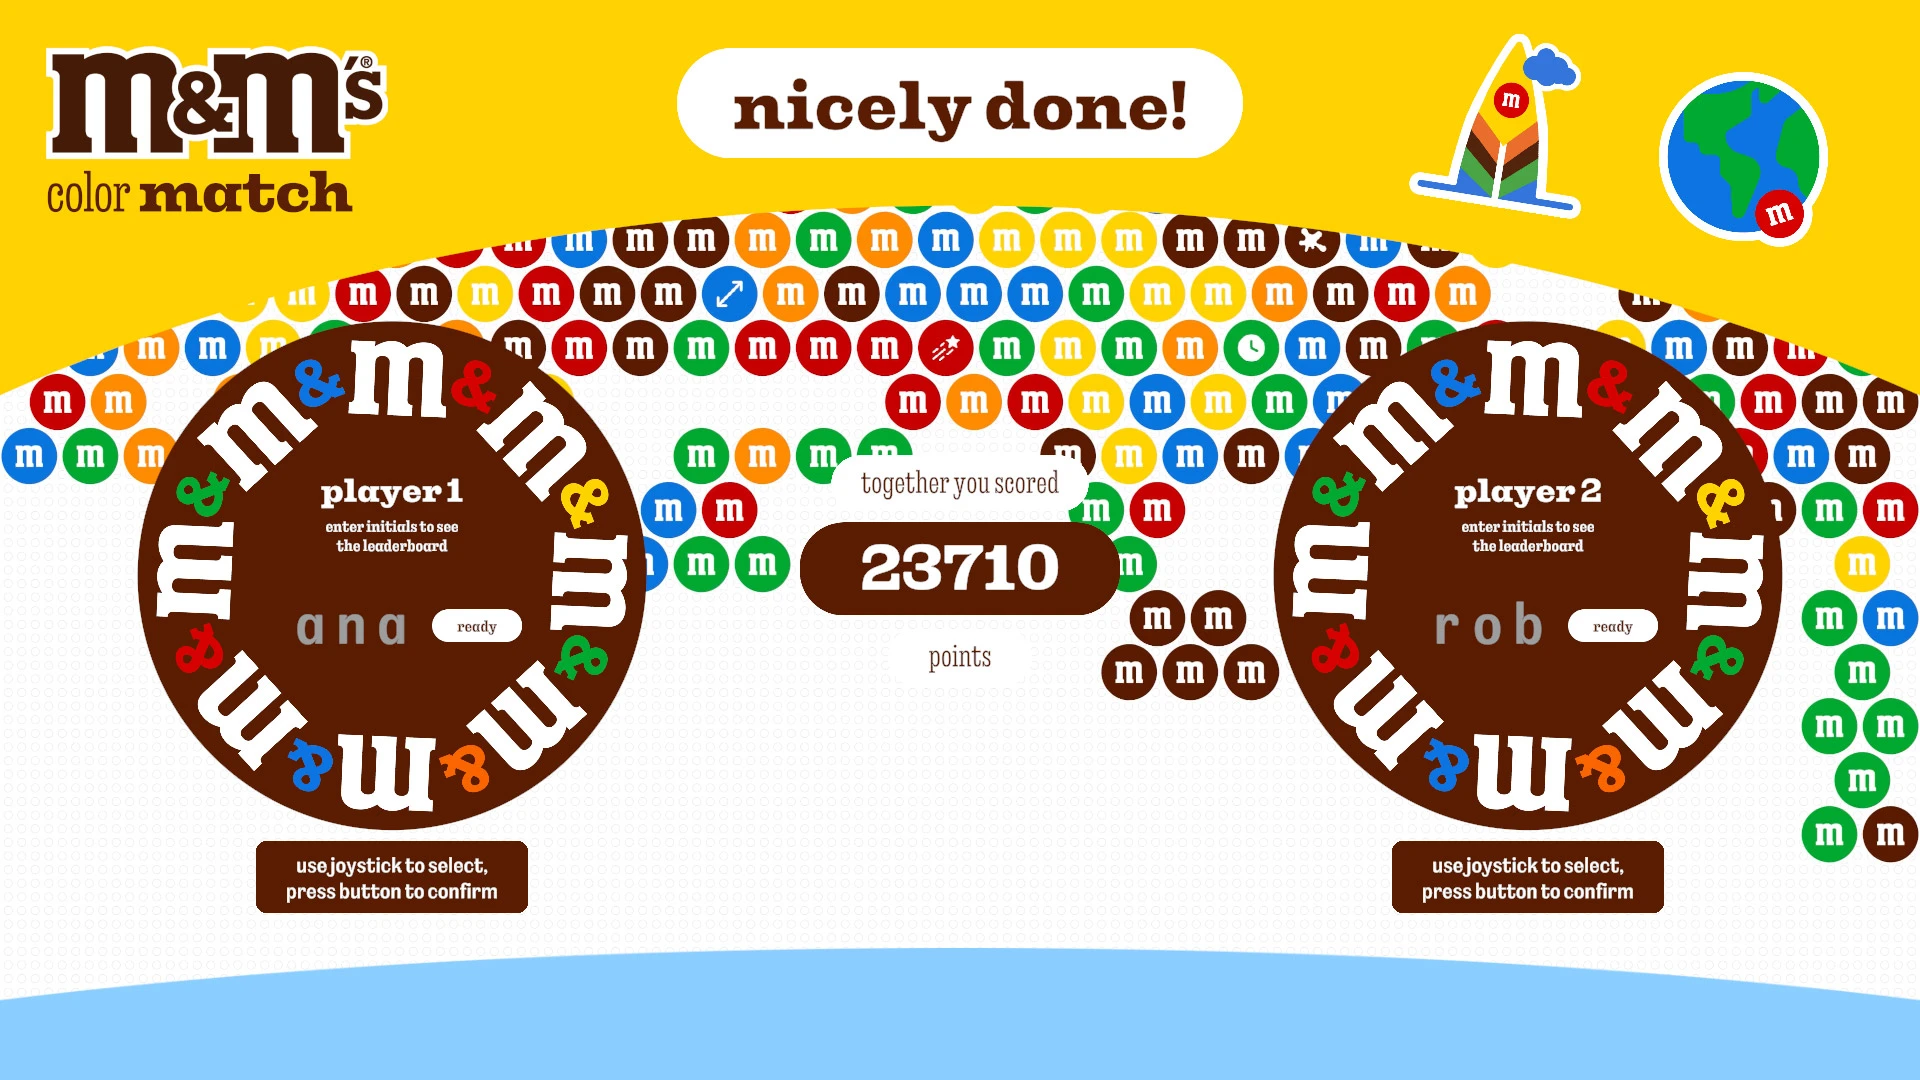 m&m's®
color match
nicely done!
player 1
enter initials to see
the leaderboard
ana
ready
use joystick to select,
press button to confirm
together you scored
23710
points
player 2
enter initials to see
the leaderboard
rob
ready
use joystick to select,
press button to confirm